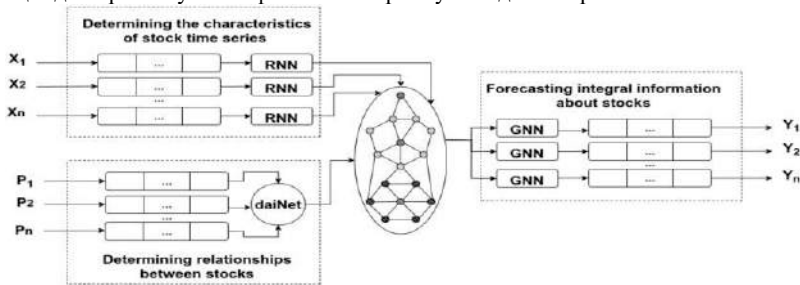 Determining the characteristics
of stock time series
X1
...
RNN
X2
...
RNN
...
Xn
...
RNN
P1
...
P2
...
...
Pn
...
daiNet
Determining relationships
between stocks
Forecasting integral information
about stocks
GNN
...
Y1
GNN
...
Y2
...
GNN
...
Yn